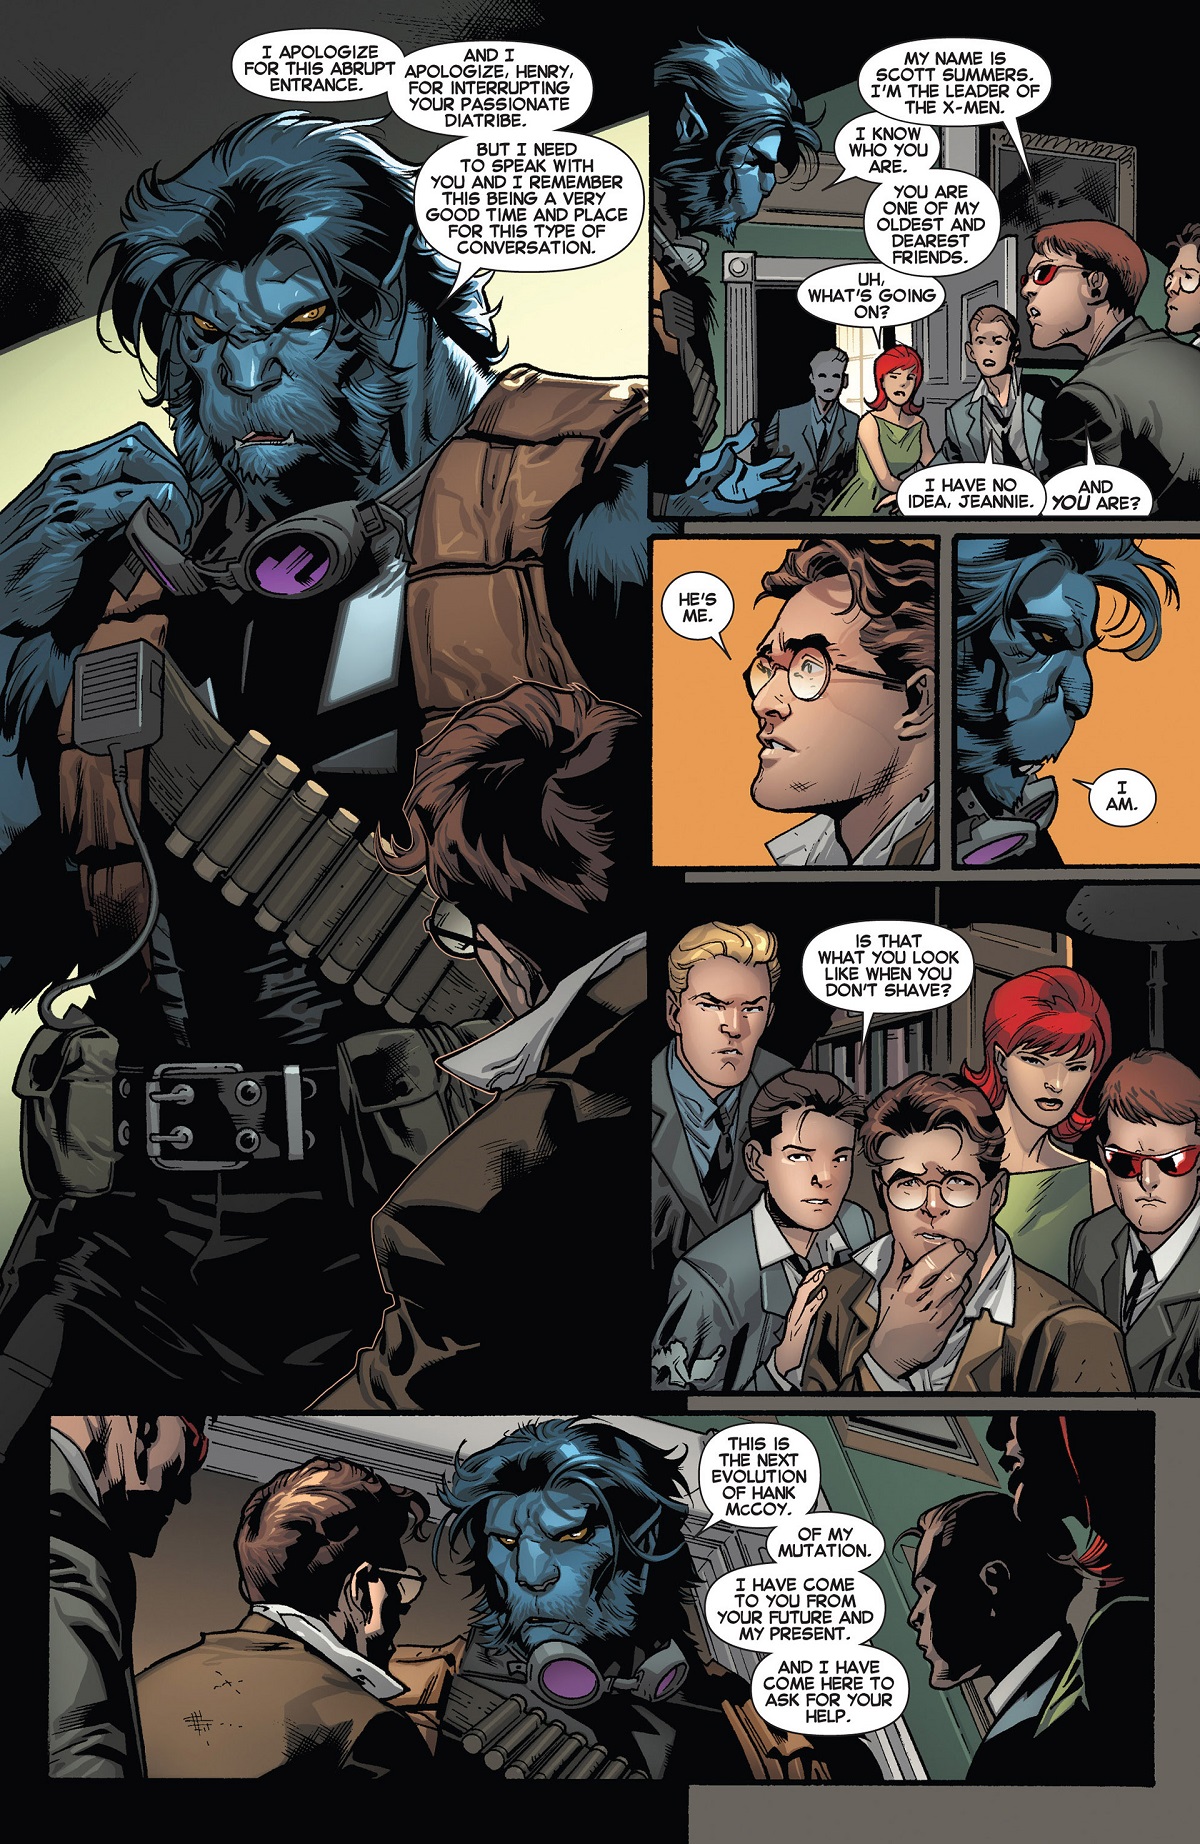 I APOLOGIZE
FOR THIS ABRUPT
ENTRANCE.
AND I
APOLOGIZE, HENRY,
FOR INTERRUPTING
YOUR PASSIONATE
DIATRIBE.
BUT I NEED
TO SPEAK WITH
YOU AND I REMEMBER
THIS BEING A VERY
GOOD TIME AND PLACE
FOR THIS TYPE OF
CONVERSATION.
MY NAME IS
SCOTT SUMMERS.
I'M THE LEADER OF
THE X-MEN.
I KNOW
WHO YOU
ARE.
YOU ARE
ONE OF MY
OLDEST AND
DEAREST
FRIENDS.
UH,
WHAT'S GOING
ON?
I HAVE NO
IDEA, JEANNIE.
AND
YOU ARE?
HE'S
ME.
I
AM.
IS THAT
WHAT YOU LOOK
LIKE WHEN YOU
DON'T SHAVE?
THIS IS
THE NEXT
EVOLUTION
OF HANK
McCOY.
OF MY
MUTATION.
I HAVE COME
TO YOU FROM
YOUR FUTURE AND
MY PRESENT.
AND I HAVE
COME HERE TO
ASK FOR YOUR
HELP.